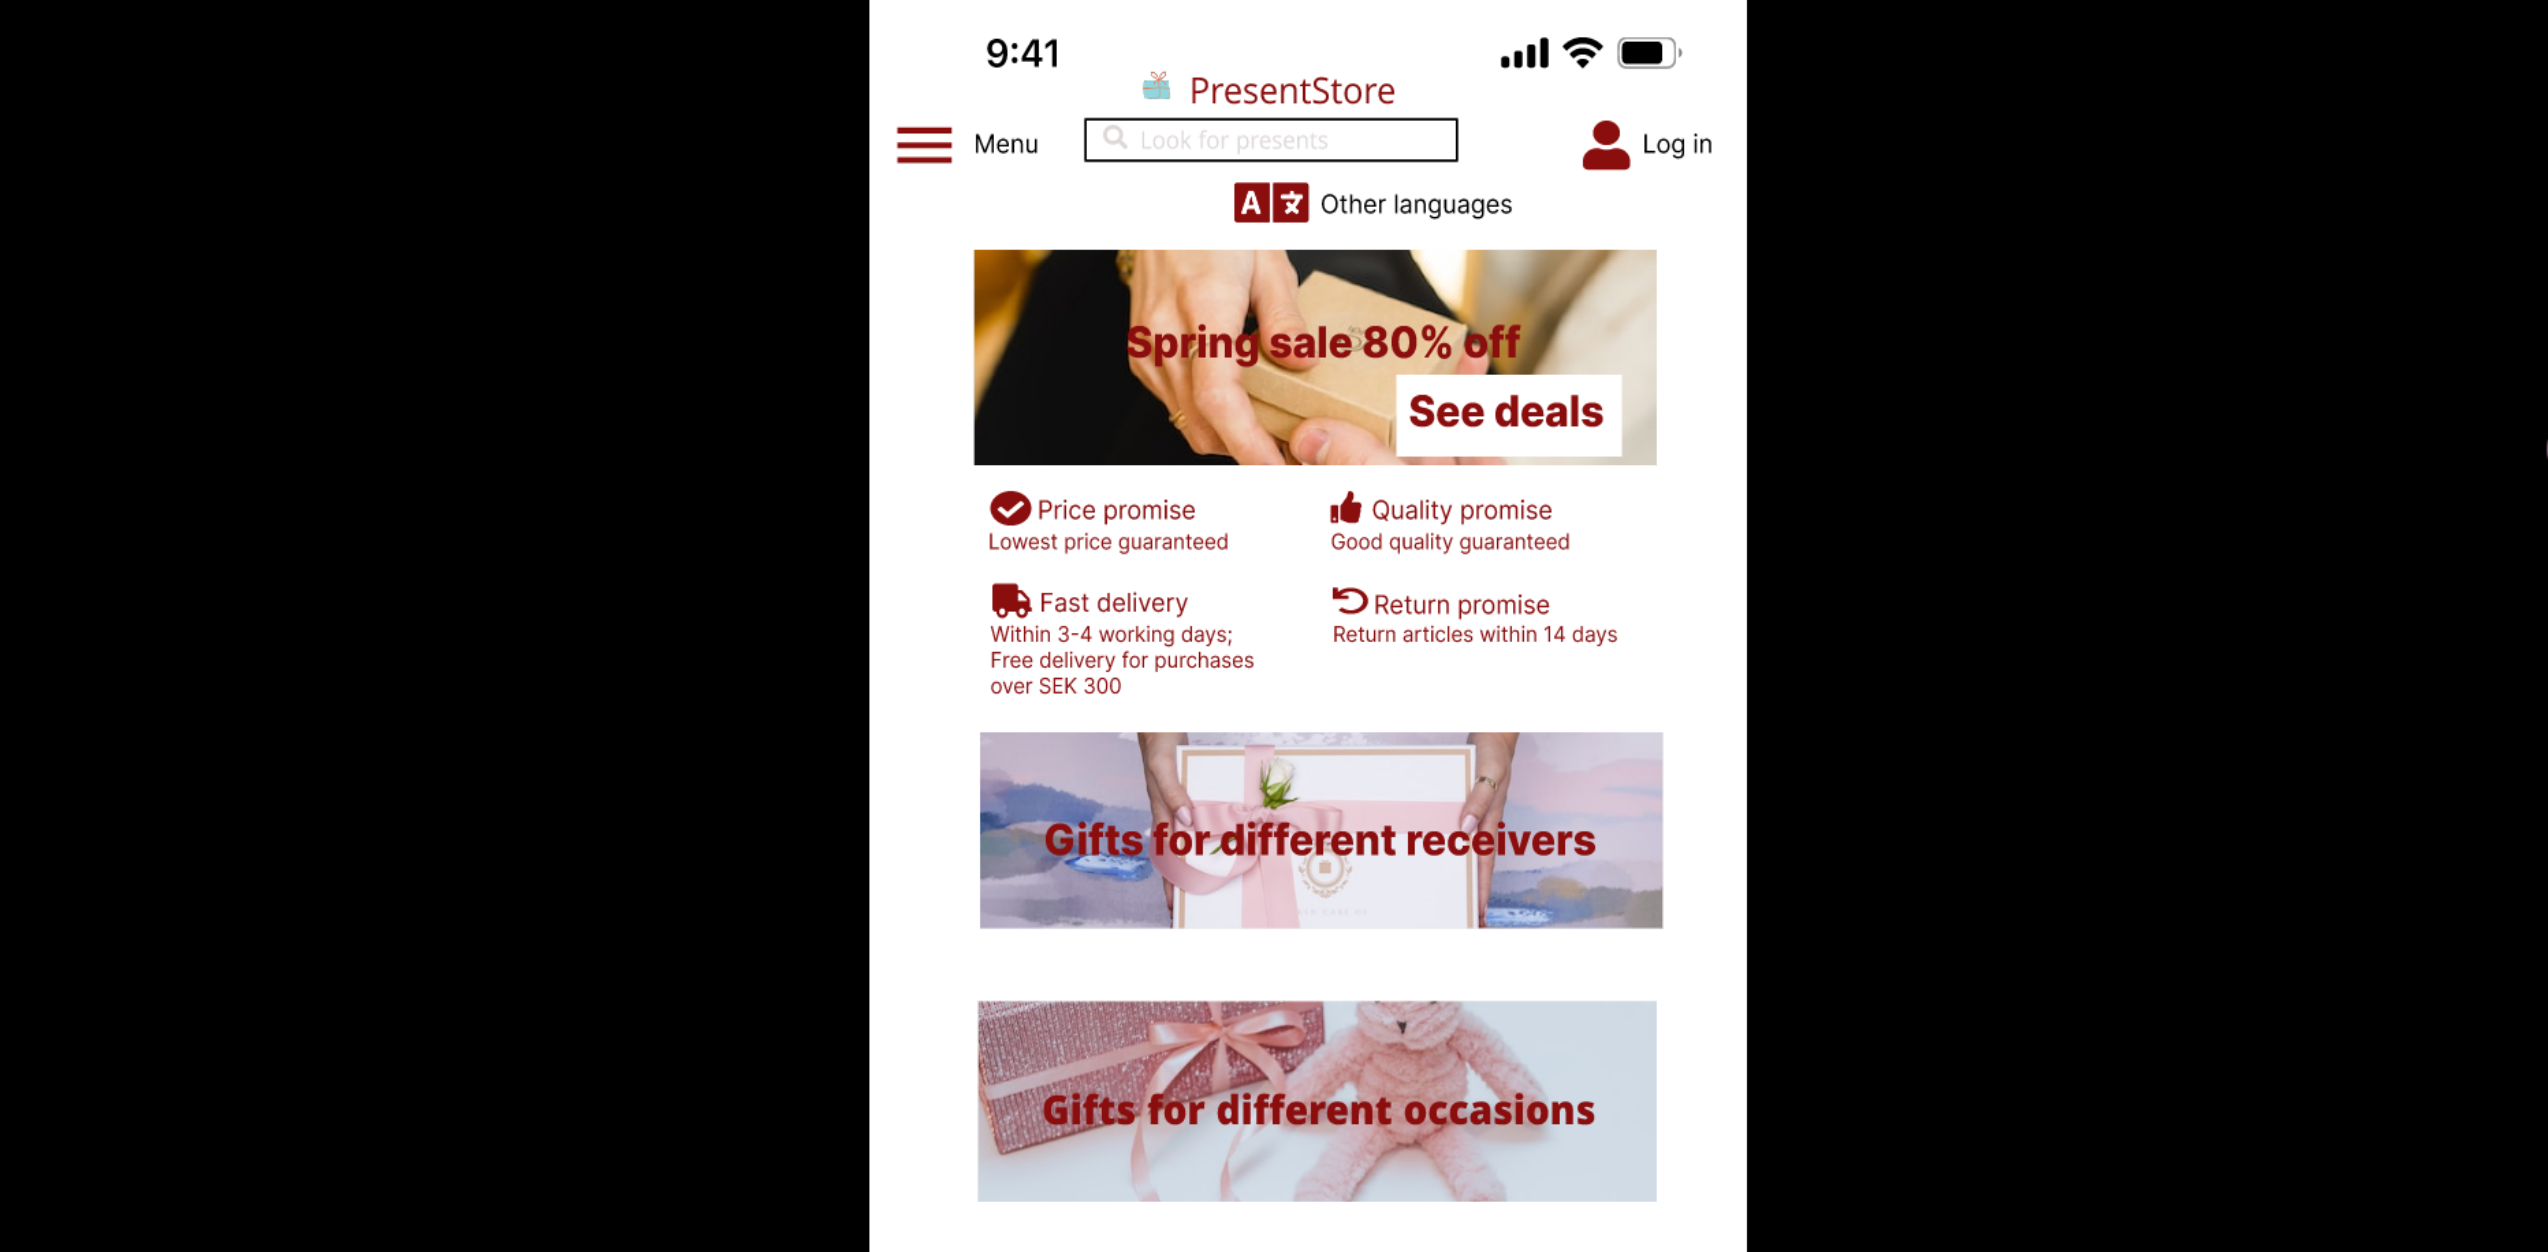 9:41
PresentStore
Menu
Look for presents
Log in
A
Other languages
Spring sale 80% off
See deals
Price promise
Lowest price guaranteed
Quality promise
Good quality guaranteed
Fast delivery
Within 3-4 working days;
Free delivery for purchases
over SEK 300
Return promise
Return articles within 14 days
Gifts for different receivers
Gifts for different occasions